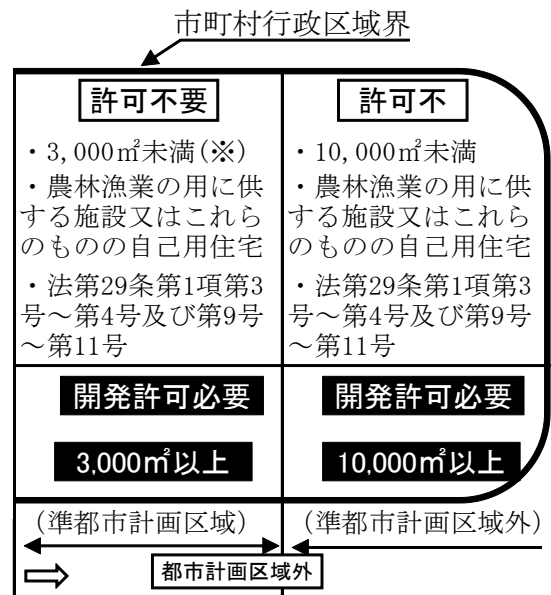 市町村行政区域界
許可不要
・3,000㎡未満(※)
・農林漁業の用に供
する施設又はこれら
のものの自己用住宅
・法第29条第1項第3
号～第4号及び第9号
～第11号
開発許可必要
3,000㎡以上
(準都市計画区域)
許可不
・10,000㎡未満
・農林漁業の用に供
する施設又はこれら
のものの自己用住宅
・法第29条第1項第3
号～第4号及び第9号
～第11号
開発許可必要
10,000㎡以上
(準都市計画区域外)
都市計画区域外